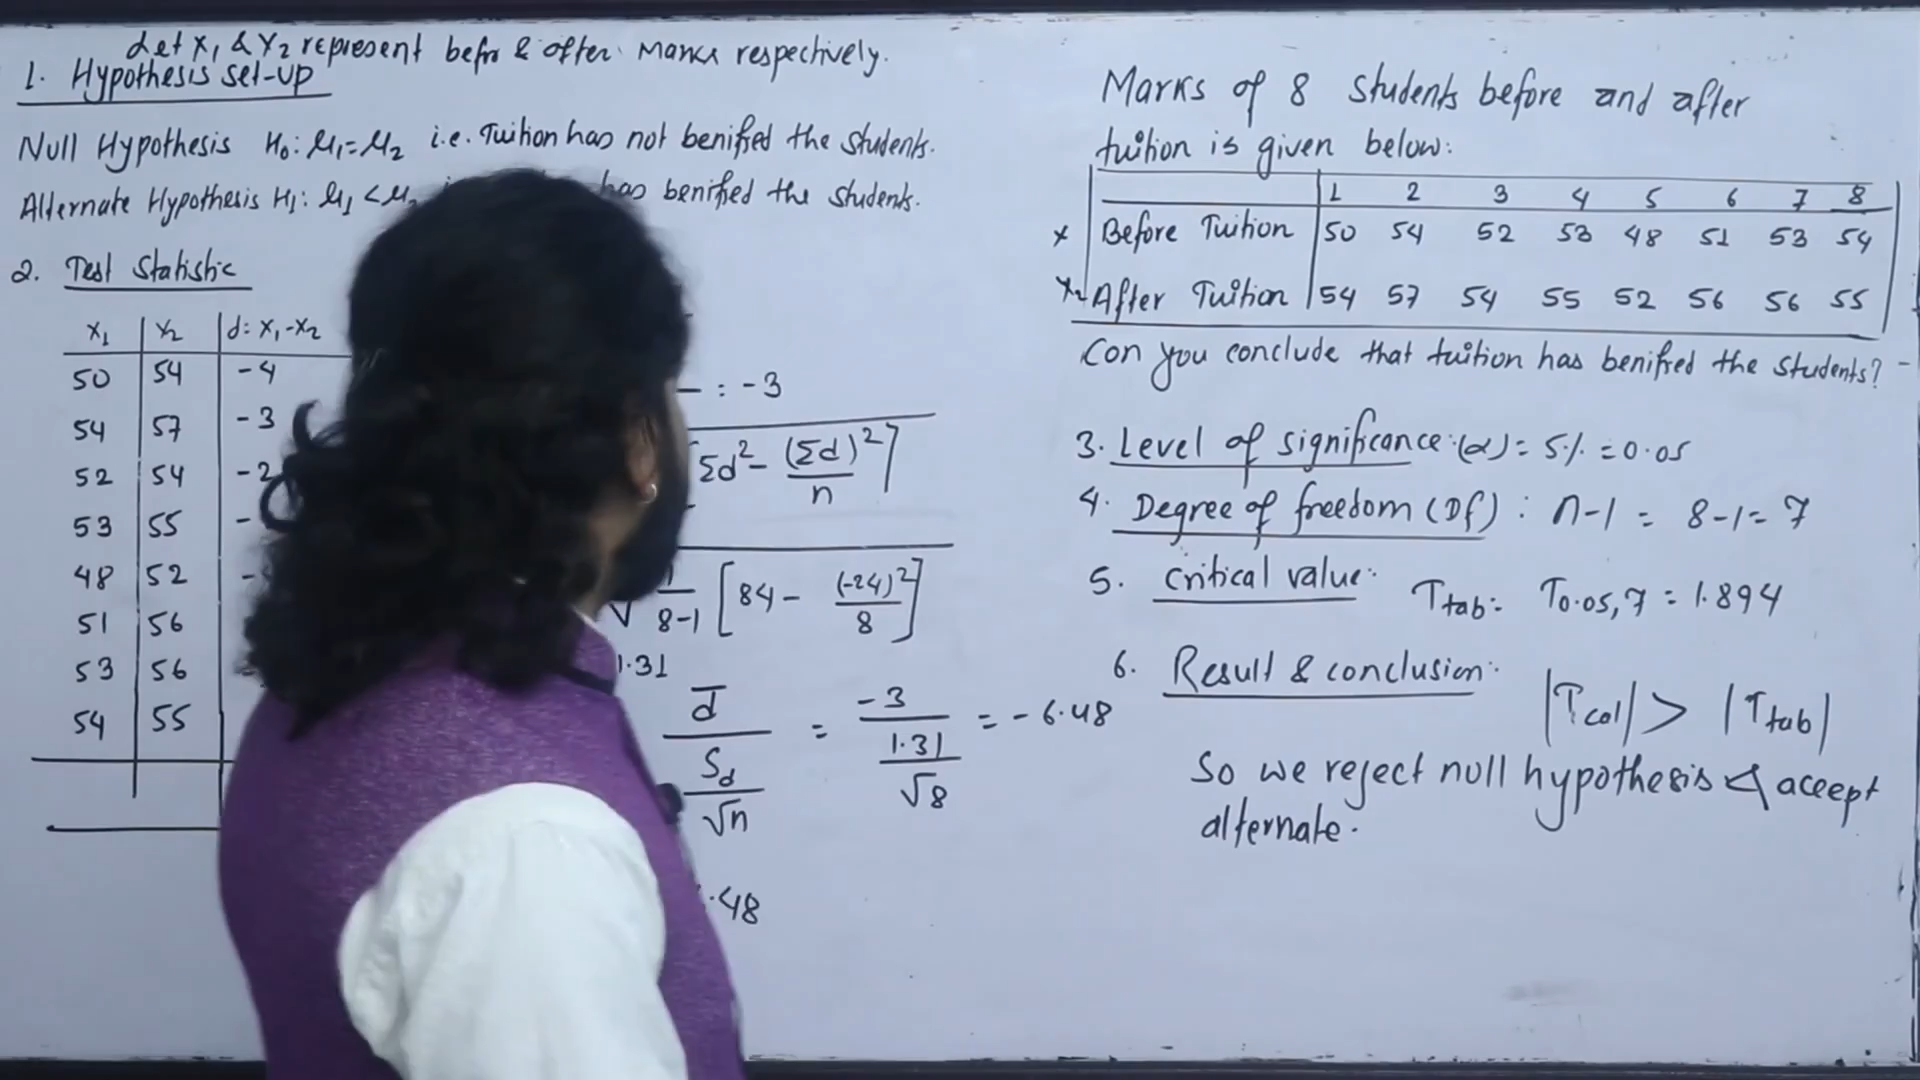 Let X1 & X2 represent befr & after Marks respectively.
1. Hypothesis set-up
Null Hypothesis H0: μ1=μ2 i.e. Tuition has not benifted the students.
Alternate Hypothesis H1: μ1 < μ2 has benifted the students.
2. Test Statistic
X1 X2 d: X1-X2
50 54 -4
54 57 -3
52 54 -2
53 55 -
48 52 -
51 56
53 56
54 55
: -3
Σd² - (Σd)²/n ]
8-1 [84 - (-24)²/8]
1.31
d̄ / (Sd/√n) = -3 / (1.31/√8) = -6.48
.48
Marks of 8 students before and after
tuition is given below:
1 2 3 4 5 6 7 8
X Before Tuition 50 54 52 53 48 51 53 54
X2 After Tuition 54 57 54 55 52 56 56 55
Con you conclude that tuition has benifted the students?
3. Level of significance: (α) = 5% = 0.05
4. Degree of freedom (Df) : n-1 = 8-1= 7
5. Critical value: Ttab= T0.05,7 = 1.894
6. Result & conclusion: |Tcal| > |Ttab|
So we reject null hypothesis & accept
alternate.